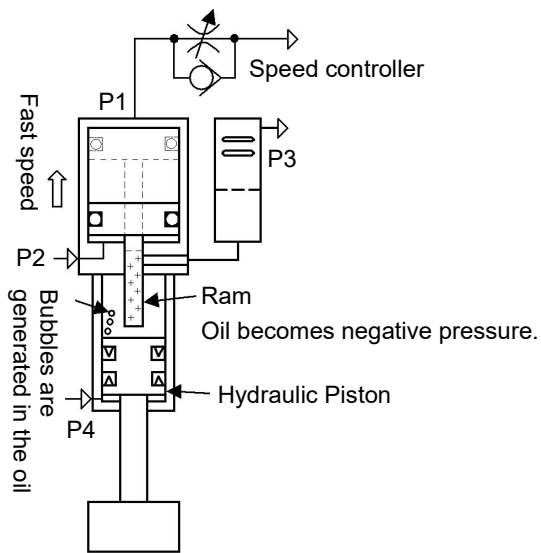 Speed controller
P1
Fast speed
P3
P2
Ram
Oil becomes negative pressure.
Bubbles are
generated in the oil
Hydraulic Piston
P4